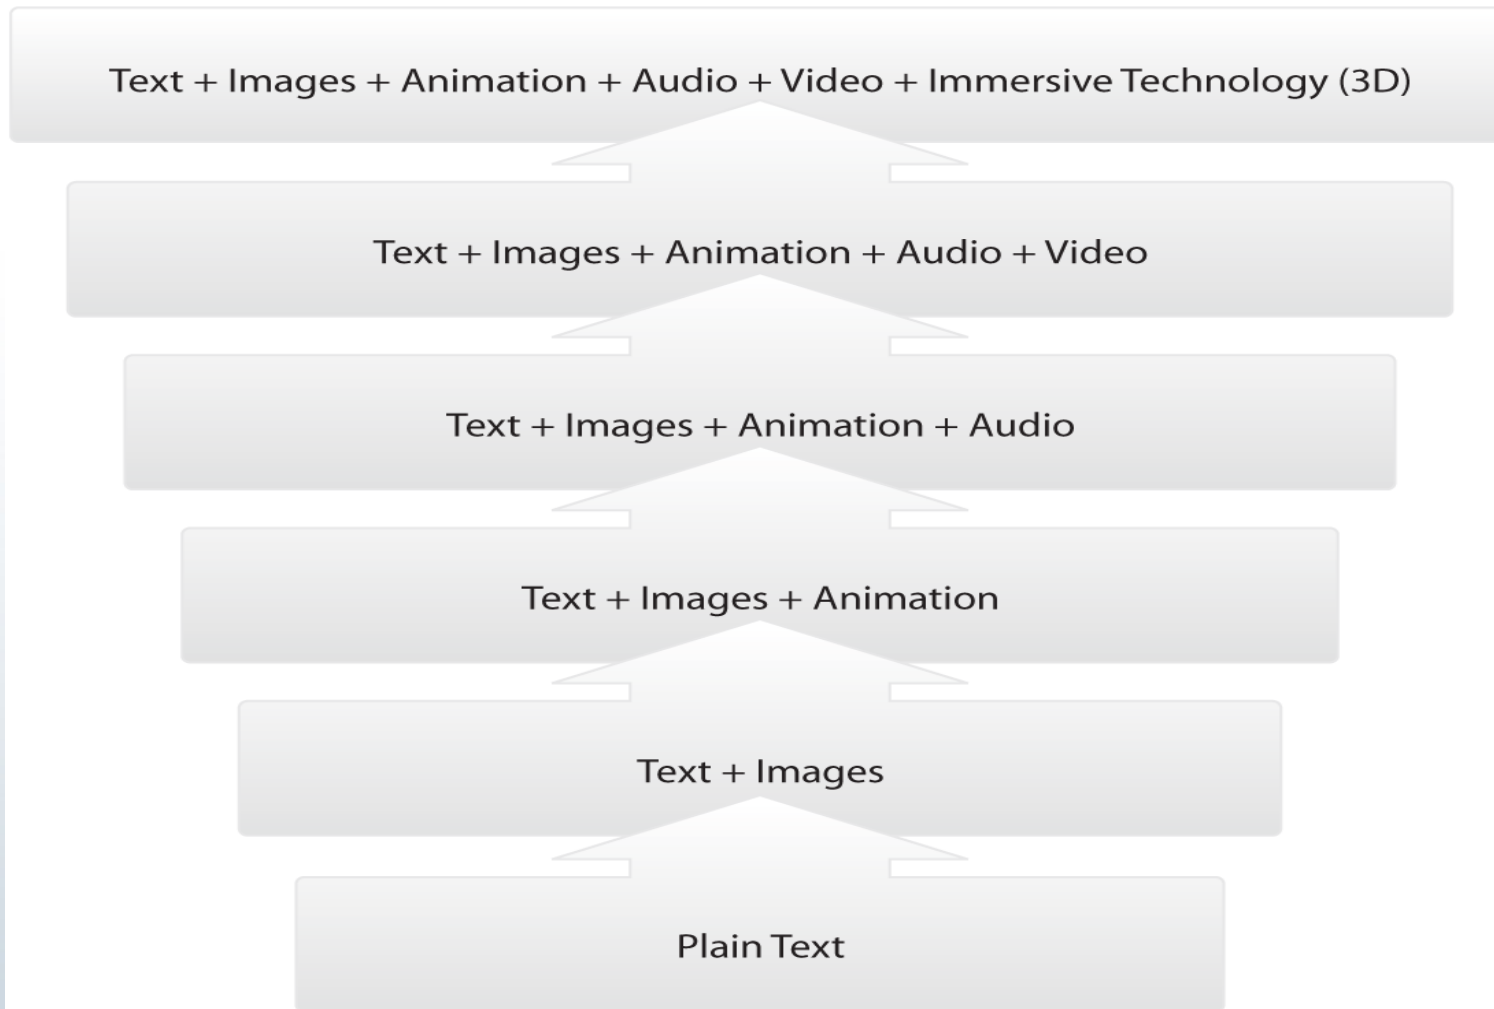 Text + Images + Animation + Audio + Video + Immersive Technology (3D)
Text + Images + Animation + Audio + Video
Text + Images + Animation + Audio
Text + Images + Animation
Text + Images
Plain Text